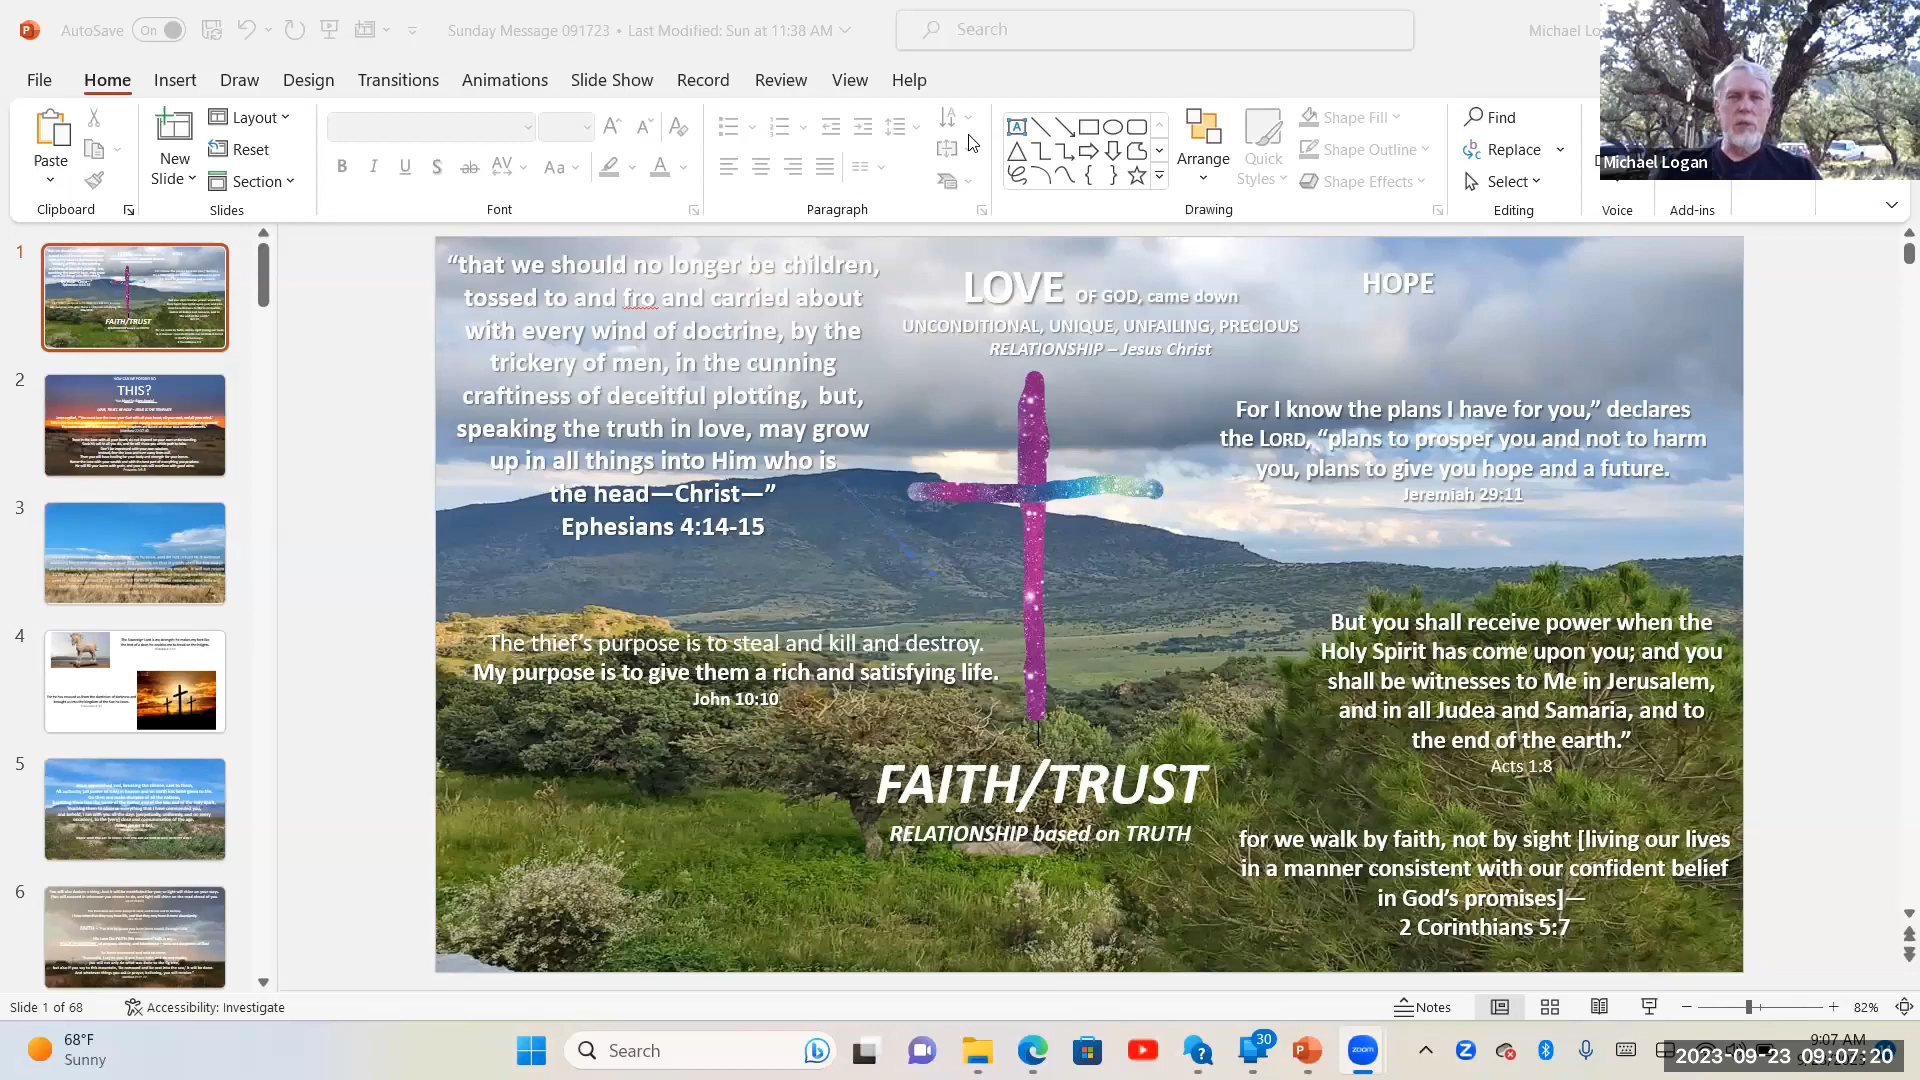 AutoSave
On
Sunday Message 091723 • Last Modified: Sun at 11:38 AM
Search
Michael Lo
File
Home
Insert
Draw
Design
Transitions
Animations
Slide Show
Record
Review
View
Help
Paste
New
Slide
Layout
Reset
Section
Arrange
Quick
Styles
Shape Fill
Shape Outline
Shape Effects
Find
Replace
Select
Michael Logan
Clipboard
Slides
Font
Paragraph
Drawing
Editing
Voice
Add-ins
1
2
THIS?
3
4
5
6
“that we should no longer be children,
tossed to and fro and carried about
with every wind of doctrine, by the
trickery of men, in the cunning
craftiness of deceitful plotting, but,
speaking the truth in love, may grow
up in all things into Him who is
the head—Christ—”
Ephesians 4:14-15
LOVE OF GOD, came down
UNCONDITIONAL, UNIQUE, UNFAILING, PRECIOUS
RELATIONSHIP – Jesus Christ
HOPE
For I know the plans I have for you,” declares
the LORD, “plans to prosper you and not to harm
you, plans to give you hope and a future.
Jeremiah 29:11
The thief’s purpose is to steal and kill and destroy.
My purpose is to give them a rich and satisfying life.
John 10:10
But you shall receive power when the
Holy Spirit has come upon you; and you
shall be witnesses to Me in Jerusalem,
and in all Judea and Samaria, and to
the end of the earth.”
Acts 1:8
FAITH/TRUST
RELATIONSHIP based on TRUTH
for we walk by faith, not by sight [living our lives
in a manner consistent with our confident belief
in God’s promises]—
2 Corinthians 5:7
Slide 1 of 68
Accessibility: Investigate
Notes
82%
68°F
Sunny
Search
30
zoom
9:07 AM
2023-09-23 09:07:20